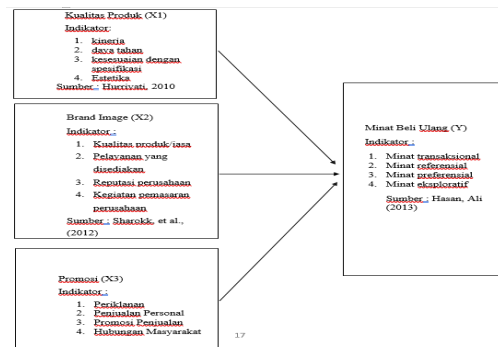 Kualitas Produk (X1)
Indikator:
1. kinerja
2. daya tahan
3. kesesuaian dengan
spesifikasi
4. Estetika
Sumber : Hurriyati, 2010
Brand Image (X2)
Indikator :
1. Kualitas produk/jasa
2. Pelayanan yang
disediakan
3. Reputasi perusahaan
4. Kegiatan pemasaran
perusahaan
Sumber : Sharokk, et al.,
(2012)
Promosi (X3)
Indikator :
1. Periklanan
2. Penjualan Personal
3. Promosi Penjualan
4. Hubungan Masyarakat
Minat Beli Ulang (Y)
Indikator :
1. Minat transaksional
2. Minat referensial
3. Minat preferensial
4. Minat eksploratif
Sumber : Hasan, Ali
(2013)
17